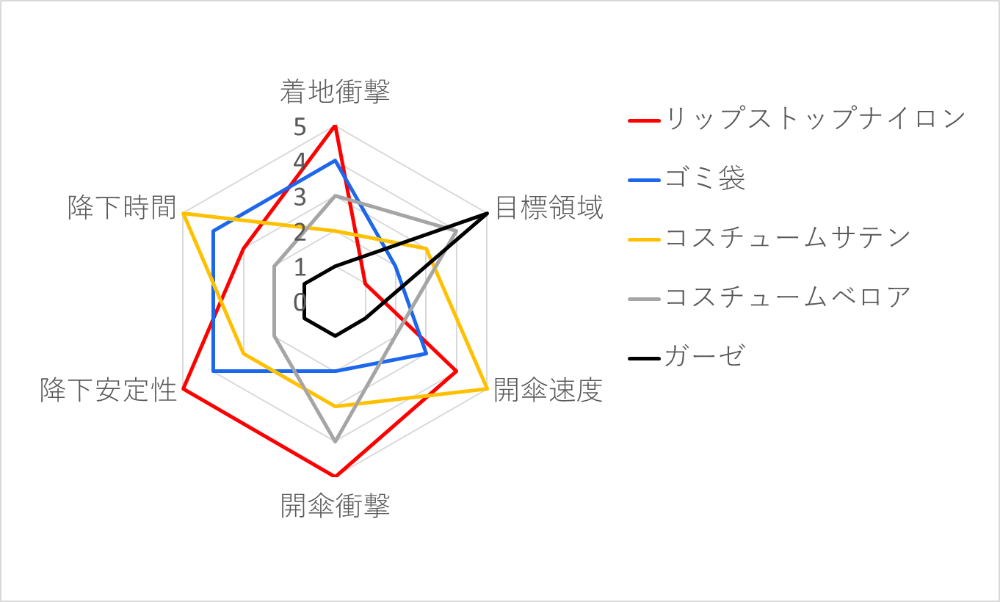 着地衝撃
5
4
3
2
1
0
降下時間
目標領域
降下安定性
開傘速度
開傘衝撃
リップストップナイロン
ゴミ袋
コスチュームサテン
コスチュームベロア
ガーゼ